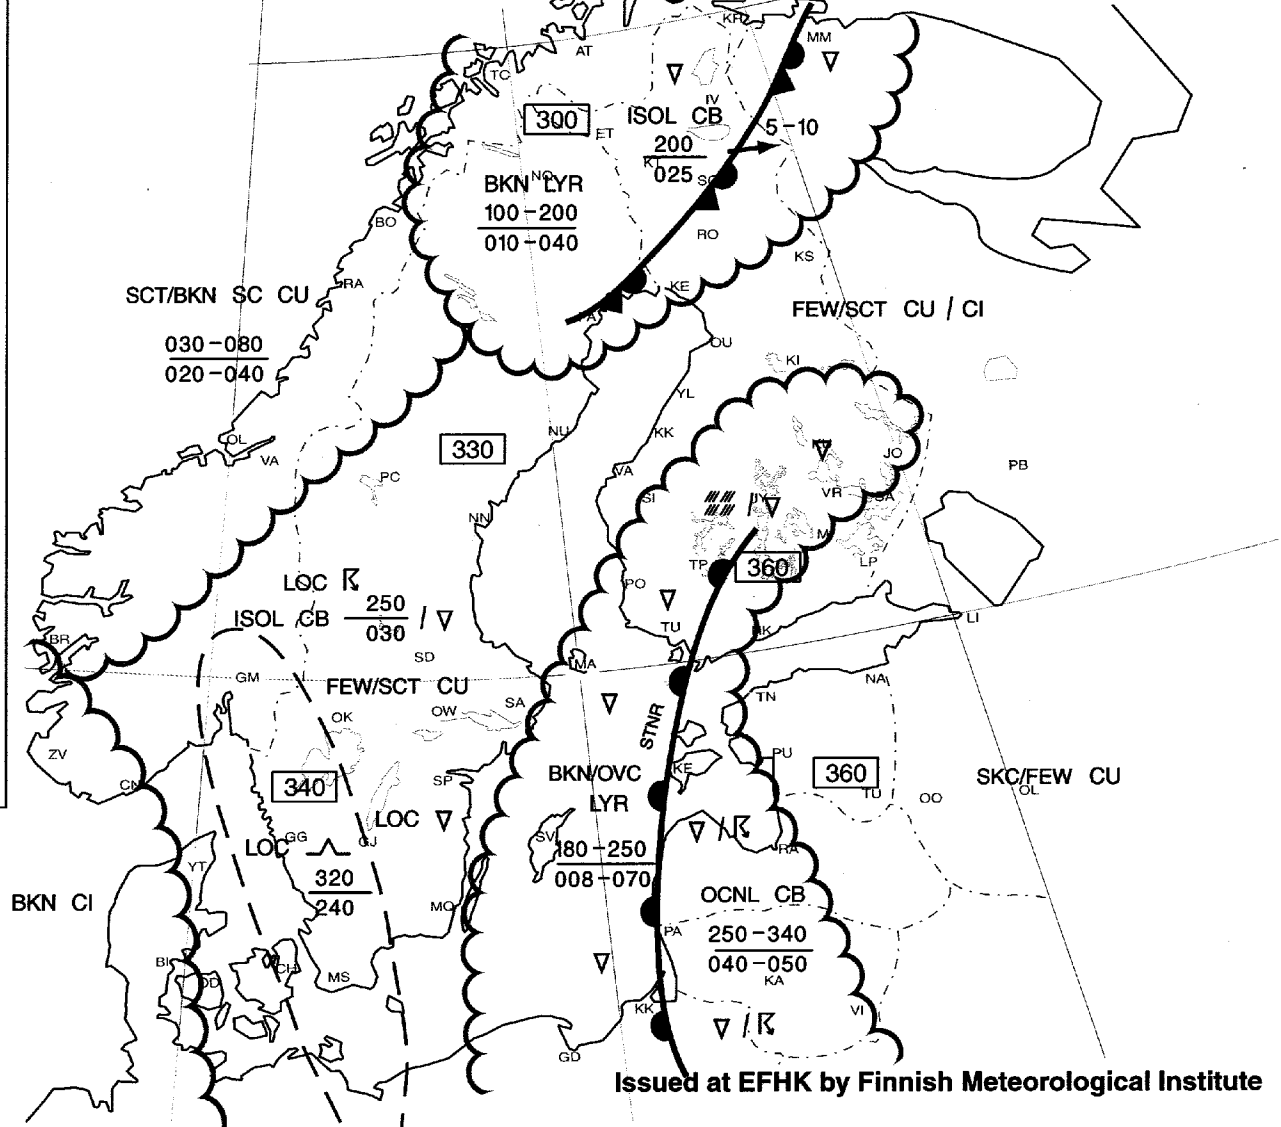 KR
MM
AT
TC
IV
300
ISOL CB
ET
5-10
200
025
NO
BKN LYR
100-200
010-040
BO
RO
KS
RA
KE
SCT/BKN SC CU
FEW/SCT CU / CI
030-080
020-040
OU
KI
YL
OL
NU
KK
VA
330
JO
PB
VA
PC
SI
JY
VR
SA
/
NN
M
TP
360
LP
LOC
PO
250
ISOL CB
/
030
TU
LI
BR
SD
MA
GM
FEW/SCT CU
NA
TN
SA
OK
OW
STNR
ZV
PU
CN
SP
340
BKN/OVC
KE
360
SKC/FEW CU
LYR
TU
OO
OL
LOC
/
GG
GJ
SV
LOC
180-250
RA
YT
320
008-070
240
OCNL CB
BKN CI
MO
PA
250-340
040-050
BI
CH
OD
MS
KA
KK
VI
/
GD
Issued at EFHK by Finnish Meteorological Institute